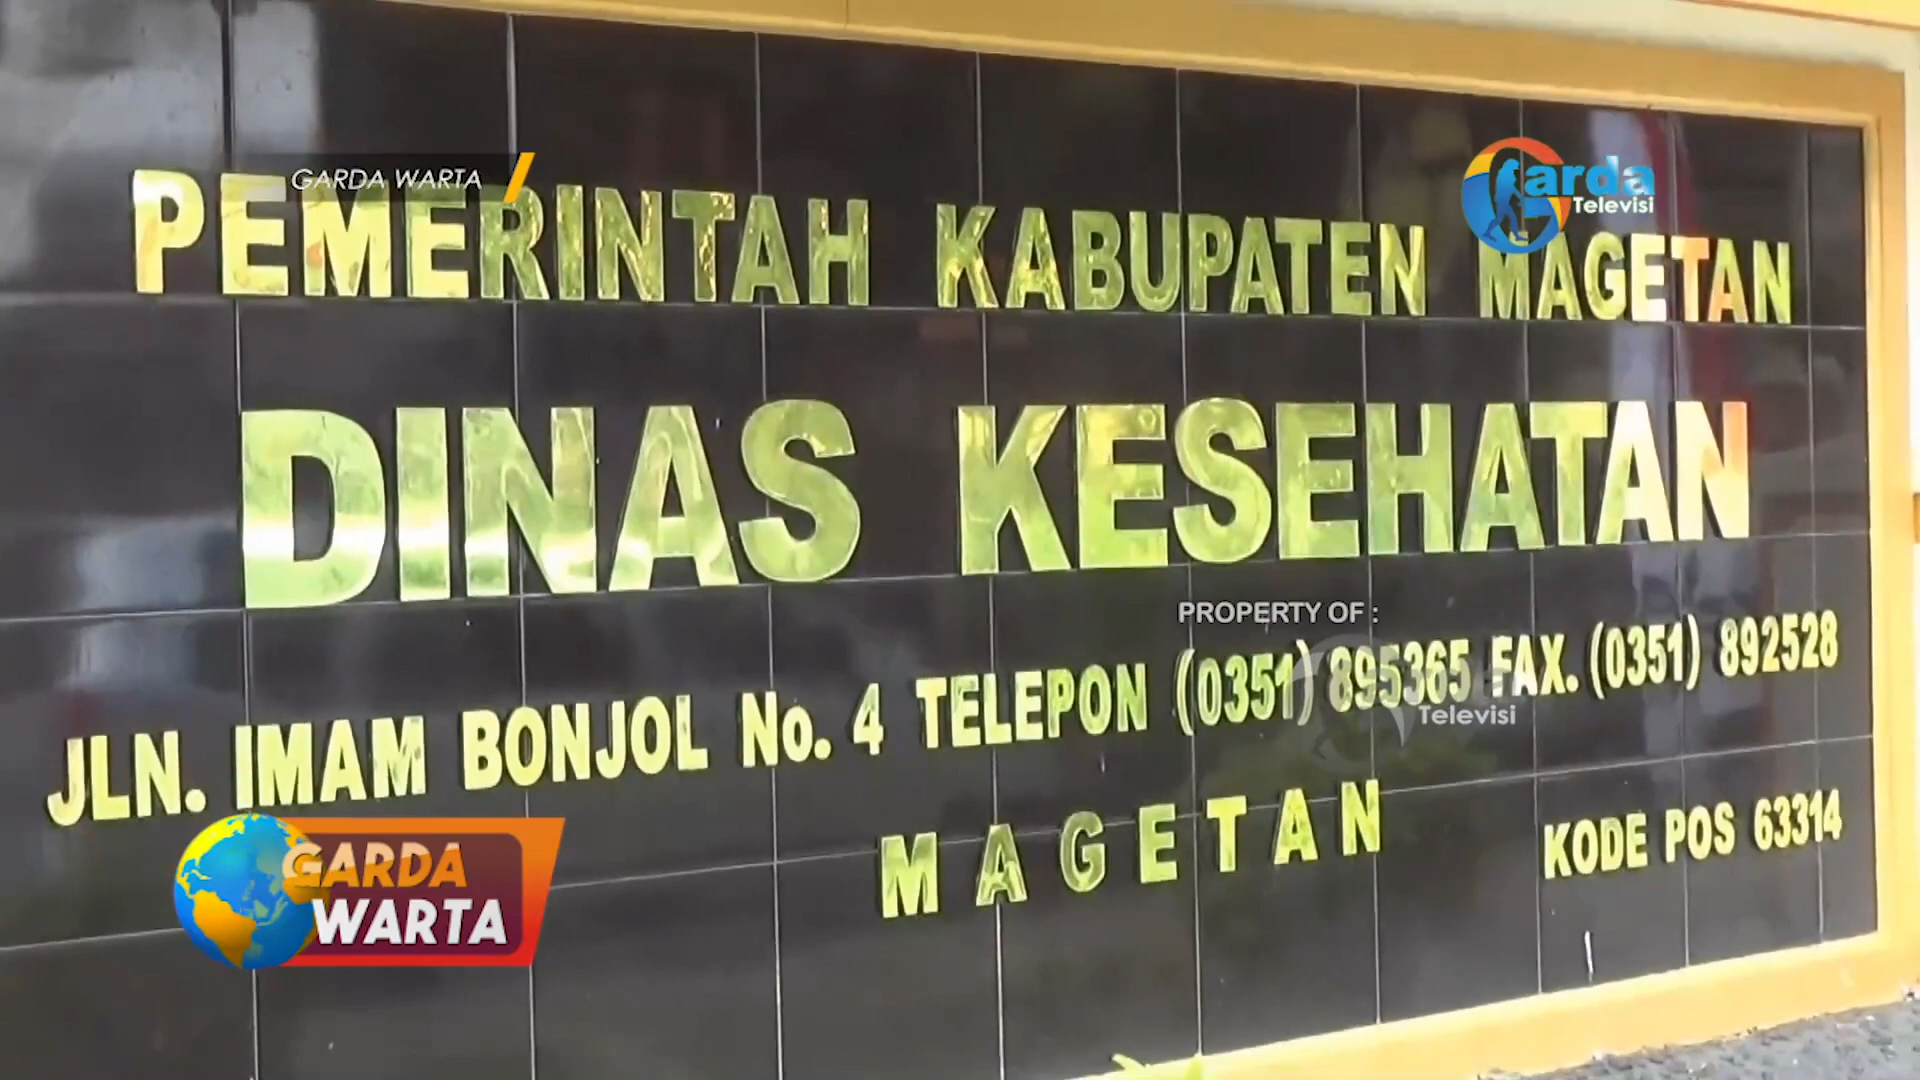 GARDA WARTA
Garda
Televisi
PEMERINTAH KABUPATEN MAGETAN
DINAS KESEHATAN
PROPERTY OF :
Televisi
JLN. IMAM BONJOL No. 4 TELEPON (0351) 895365 FAX. (0351) 892528
MAGETAN
KODE POS 63314
GARDA
WARTA